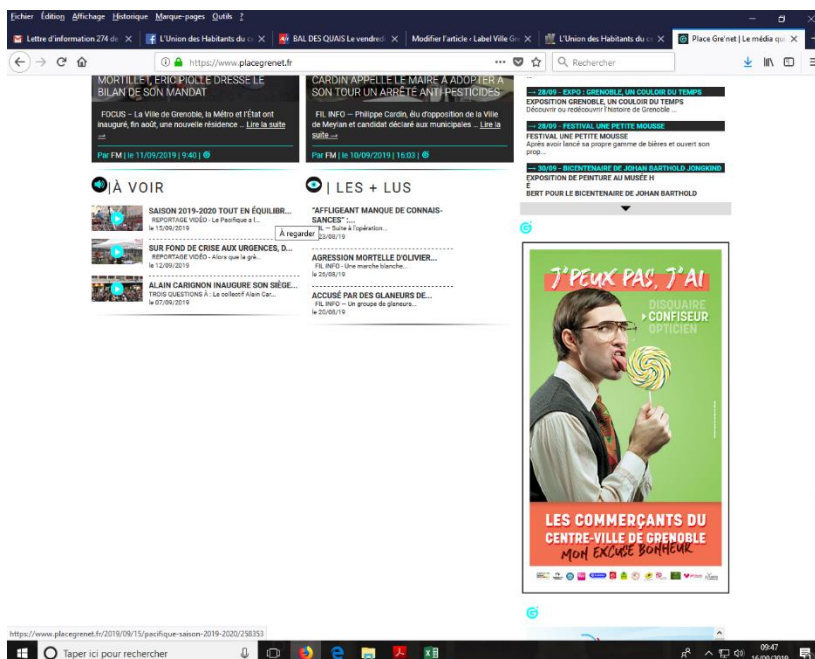 Fichier Édition Affichage Historique Marque-pages Outils ?
Lettre d'information 274 de
L'Union des Habitants du c
BAL DES QUAIS Le vendred
Modifier l'article ‹ Label Ville Gre
L'Union des Habitants du ce
Place Gre'net | Le média qui
https://www.placegrenet.fr
Rechercher
MORTILLET, ERIC PIOLLE DRESSE LE
BILAN DE SON MANDAT
FOCUS – La Ville de Grenoble, la Métro et l'État ont
inauguré, fin août, une nouvelle résidence ... Lire la suite
→
Par FM | le 11/09/2019 | 9:40 |
CARDIN APPELLE LE MAIRE À ADOPTER À
SON TOUR UN ARRÊTÉ ANTI-PESTICIDES
FIL INFO – Philippe Cardin, élu d'opposition de la Ville
de Meylan et candidat déclaré aux municipales ... Lire la
suite →
Par FM | le 10/09/2019 | 16:03 |
...
→ 28/09 - EXPO : GRENOBLE, UN COULOIR DU TEMPS
EXPOSITION GRENOBLE, UN COULOIR DU TEMPS
Découvrir ou redécouvrir l'histoire de Grenoble ...
→ 28/09 - FESTIVAL UNE PETITE MOUSSE
FESTIVAL UNE PETITE MOUSSE
Après avoir lancé sa propre gamme de bières et ouvert son
prop...
→ 30/09 - BICENTENAIRE DE JOHAN BARTHOLD JONGKIND
EXPOSITION DE PEINTURE AU MUSÉE H
É
BERT POUR LE BICENTENAIRE DE JOHAN BARTHOLD
| À VOIR
SAISON 2019-2020 TOUT EN ÉQUILIBR...
REPORTAGE VIDÉO - Le Pacifique a l...
le 15/09/2019
À regarder
SUR FOND DE CRISE AUX URGENCES, D...
REPORTAGE VIDÉO - Alors que la grè...
le 12/09/2019
ALAIN CARIGNON INAUGURE SON SIÈGE...
TROIS QUESTIONS À : Le collectif Alain Car...
le 07/09/2019
| LES + LUS
"AFFLIGEANT MANQUE DE CONNAIS-
SANCES" :...
FIL – Suite à l'opération...
23/08/19
AGRESSION MORTELLE D'OLIVIER...
FIL INFO - Une marche blanche...
le 26/08/19
ACCUSÉ PAR DES GLANEURS DE...
FIL INFO – Un groupe de glaneurs...
le 20/08/19
J'PEUX PAS, J'AI
DISQUAIRE
CONFISEUR
OPTICIEN
LES COMMERÇANTS DU
CENTRE-VILLE DE GRENOBLE
MON EXCUSE BONHEUR
https://www.placegrenet.fr/2019/09/15/pacifique-saison-2019-2020/258353
Taper ici pour rechercher
09:47
16/09/2019